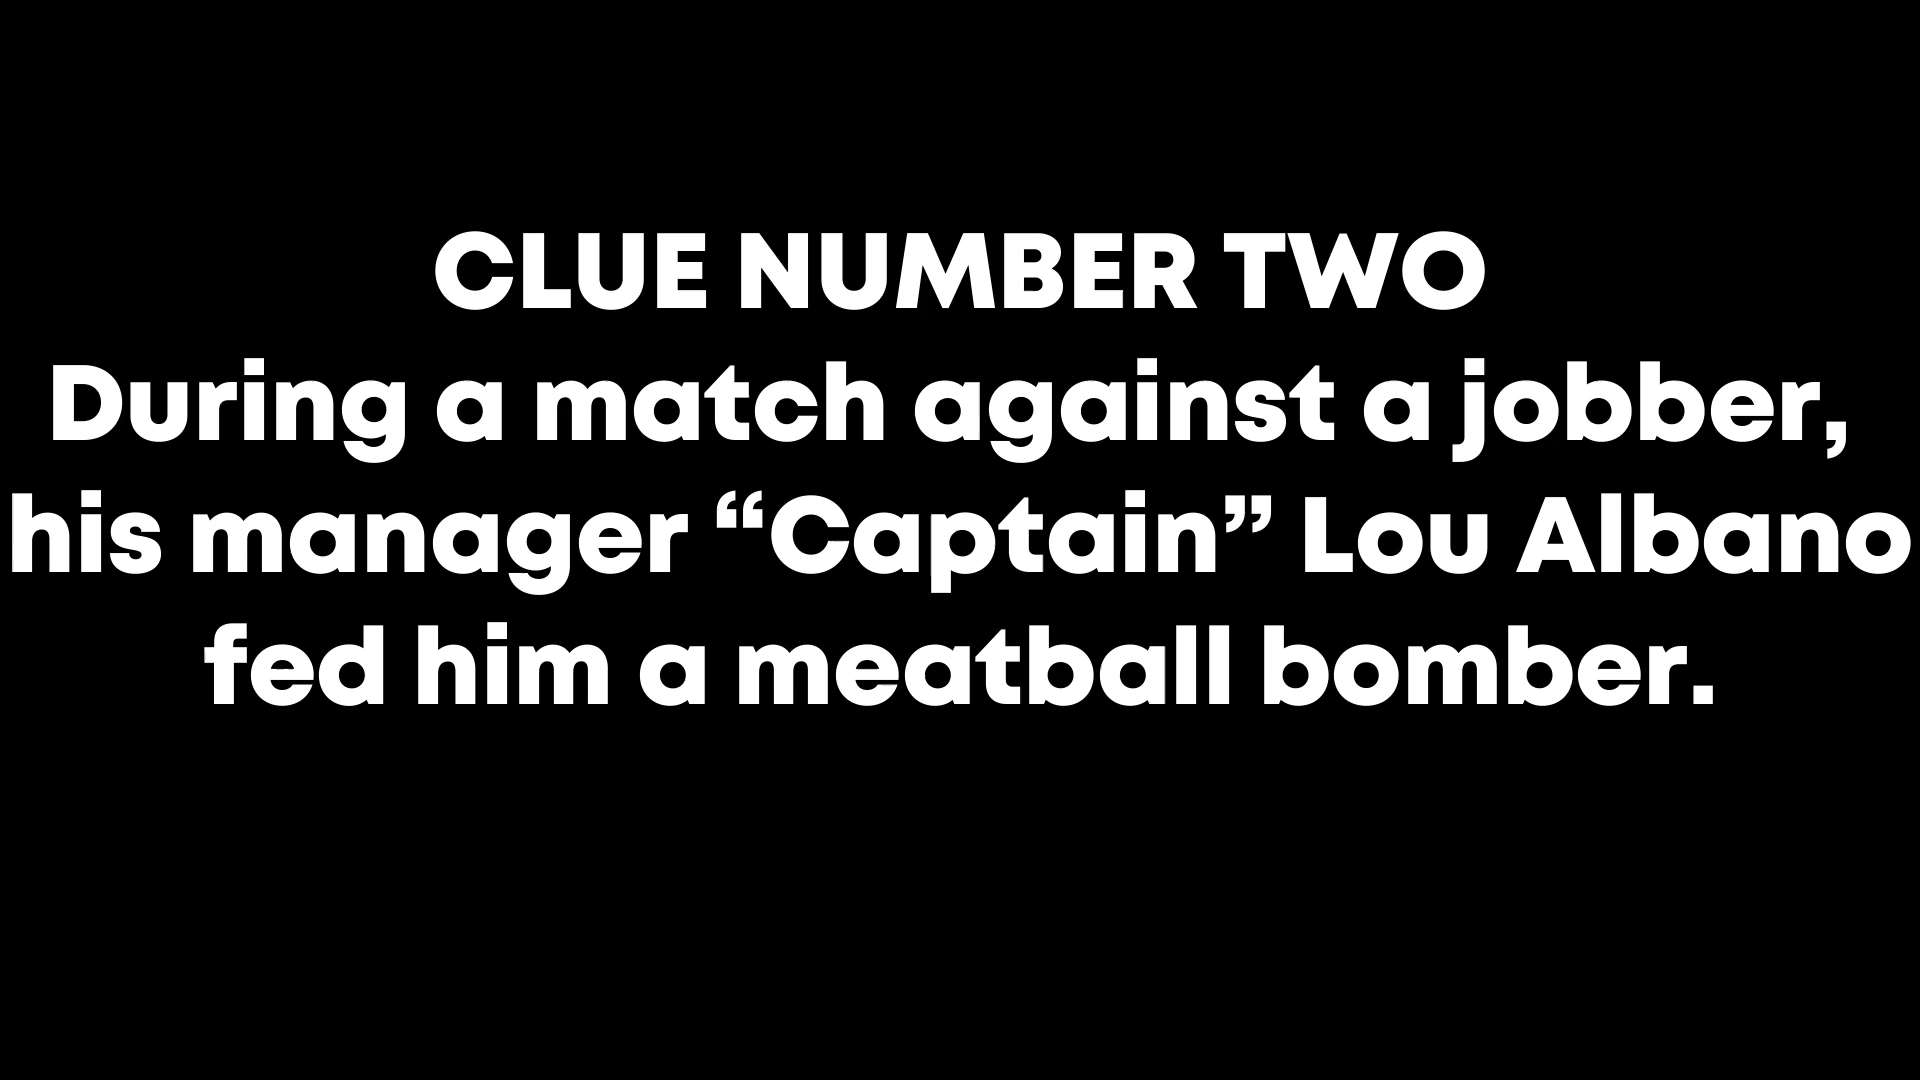 CLUE NUMBER TWO
During a match against a jobber,
his manager “Captain” Lou Albano
fed him a meatball bomber.